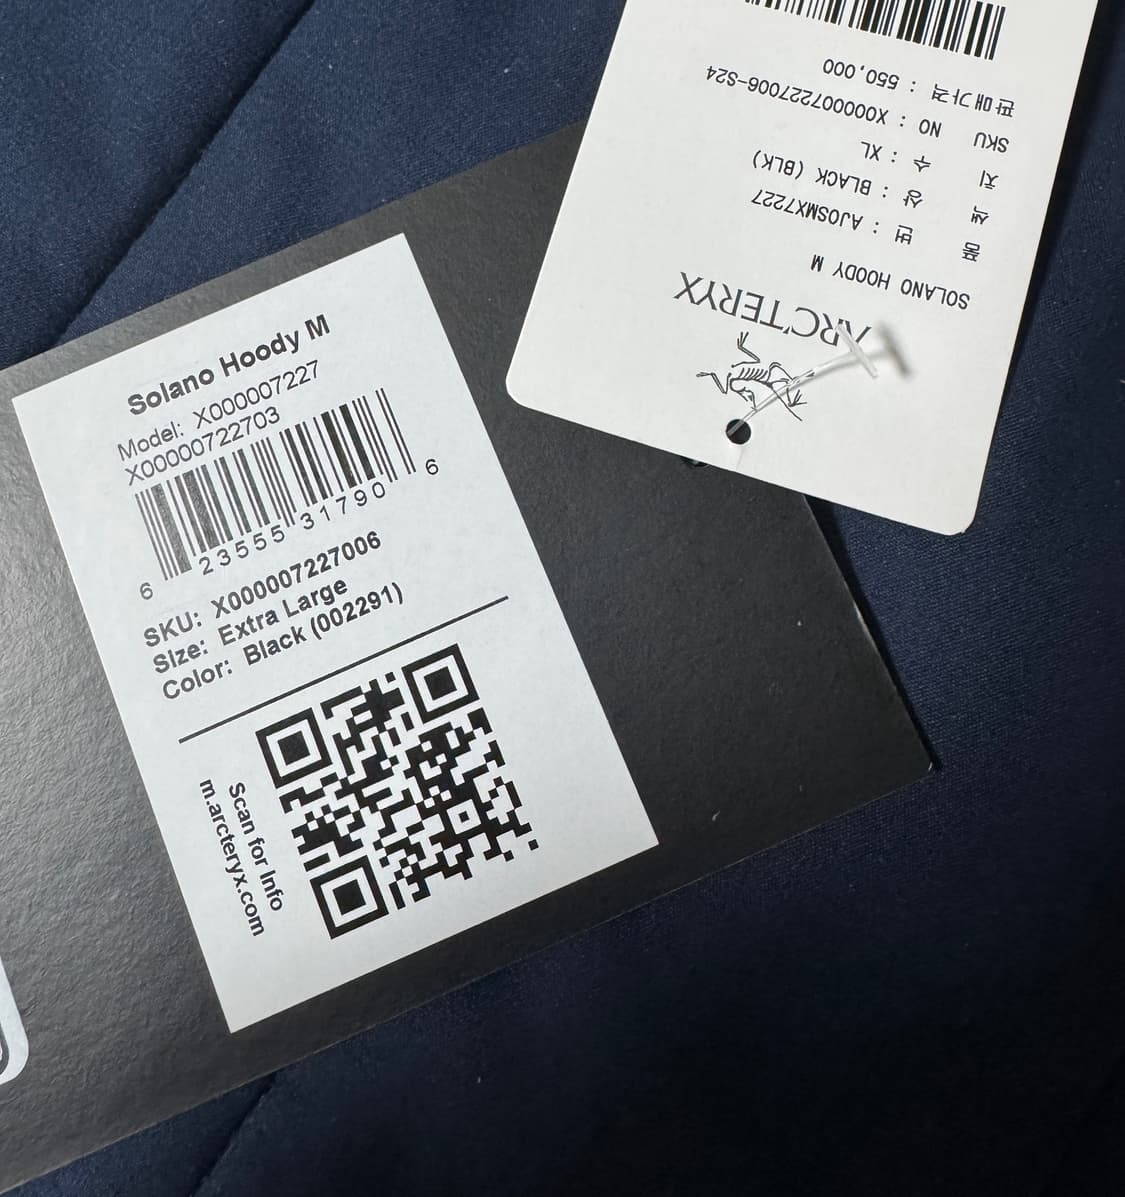 Solano Hoody M
Model: X000007227
X00000722703
6 23555 31790 6
SKU: X000007227006
Size: Extra Large
Color: Black (002291)
Scan for Info
m.arcteryx.com
ARC'TERYX
SOLANO HOODY M
품 번 : AJOSMX7227
색 상 : BLACK (BLK)
치 수 : XL
SKU NO : X000007227006-S24
판매가격 : 550,000